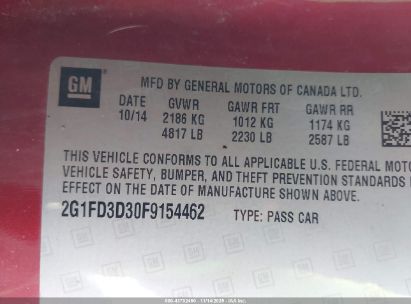 GM
MFD BY GENERAL MOTORS OF CANADA LTD.
DATE GVWR GAWR FRT GAWR RR
10/14 2186 KG 1012 KG 1174 KG
4817 LB 2230 LB 2587 LB
THIS VEHICLE CONFORMS TO ALL APPLICABLE U.S. FEDERAL MOTOR
VEHICLE SAFETY, BUMPER, AND THEFT PREVENTION STANDARDS
EFFECT ON THE DATE OF MANUFACTURE SHOWN ABOVE.
2G1FD3D30F9154462 TYPE: PASS CAR